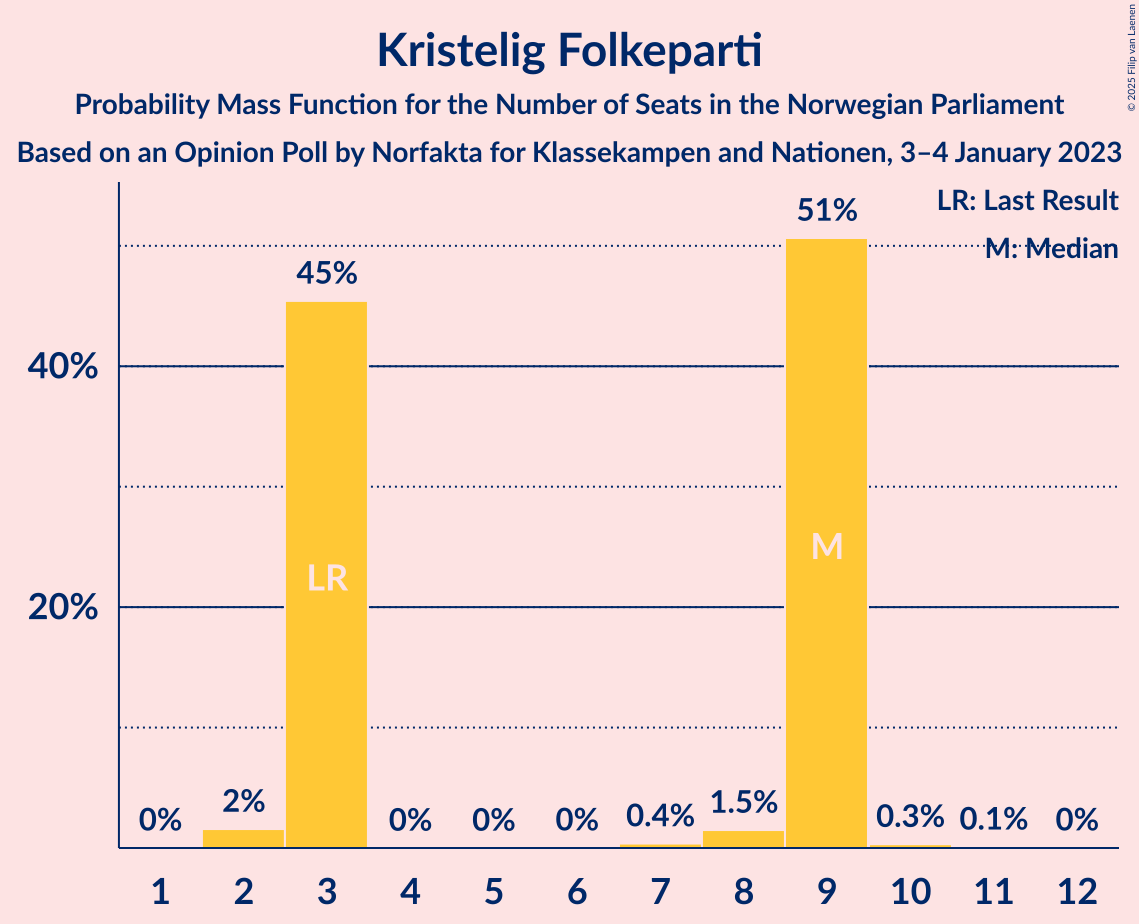 Kristelig Folkeparti
Probability Mass Function for the Number of Seats in the Norwegian Parliament
Based on an Opinion Poll by Norfakta for Klassekampen and Nationen, 3–4 January 2023
© 2025 Filip van Laenen
LR: Last Result
M: Median
51%
45%
40%
20%
LR
M
0%
2%
0%
0%
0%
0.4%
1.5%
0.3%
0.1%
0%
1 2 3 4 5 6 7 8 9 10 11 12